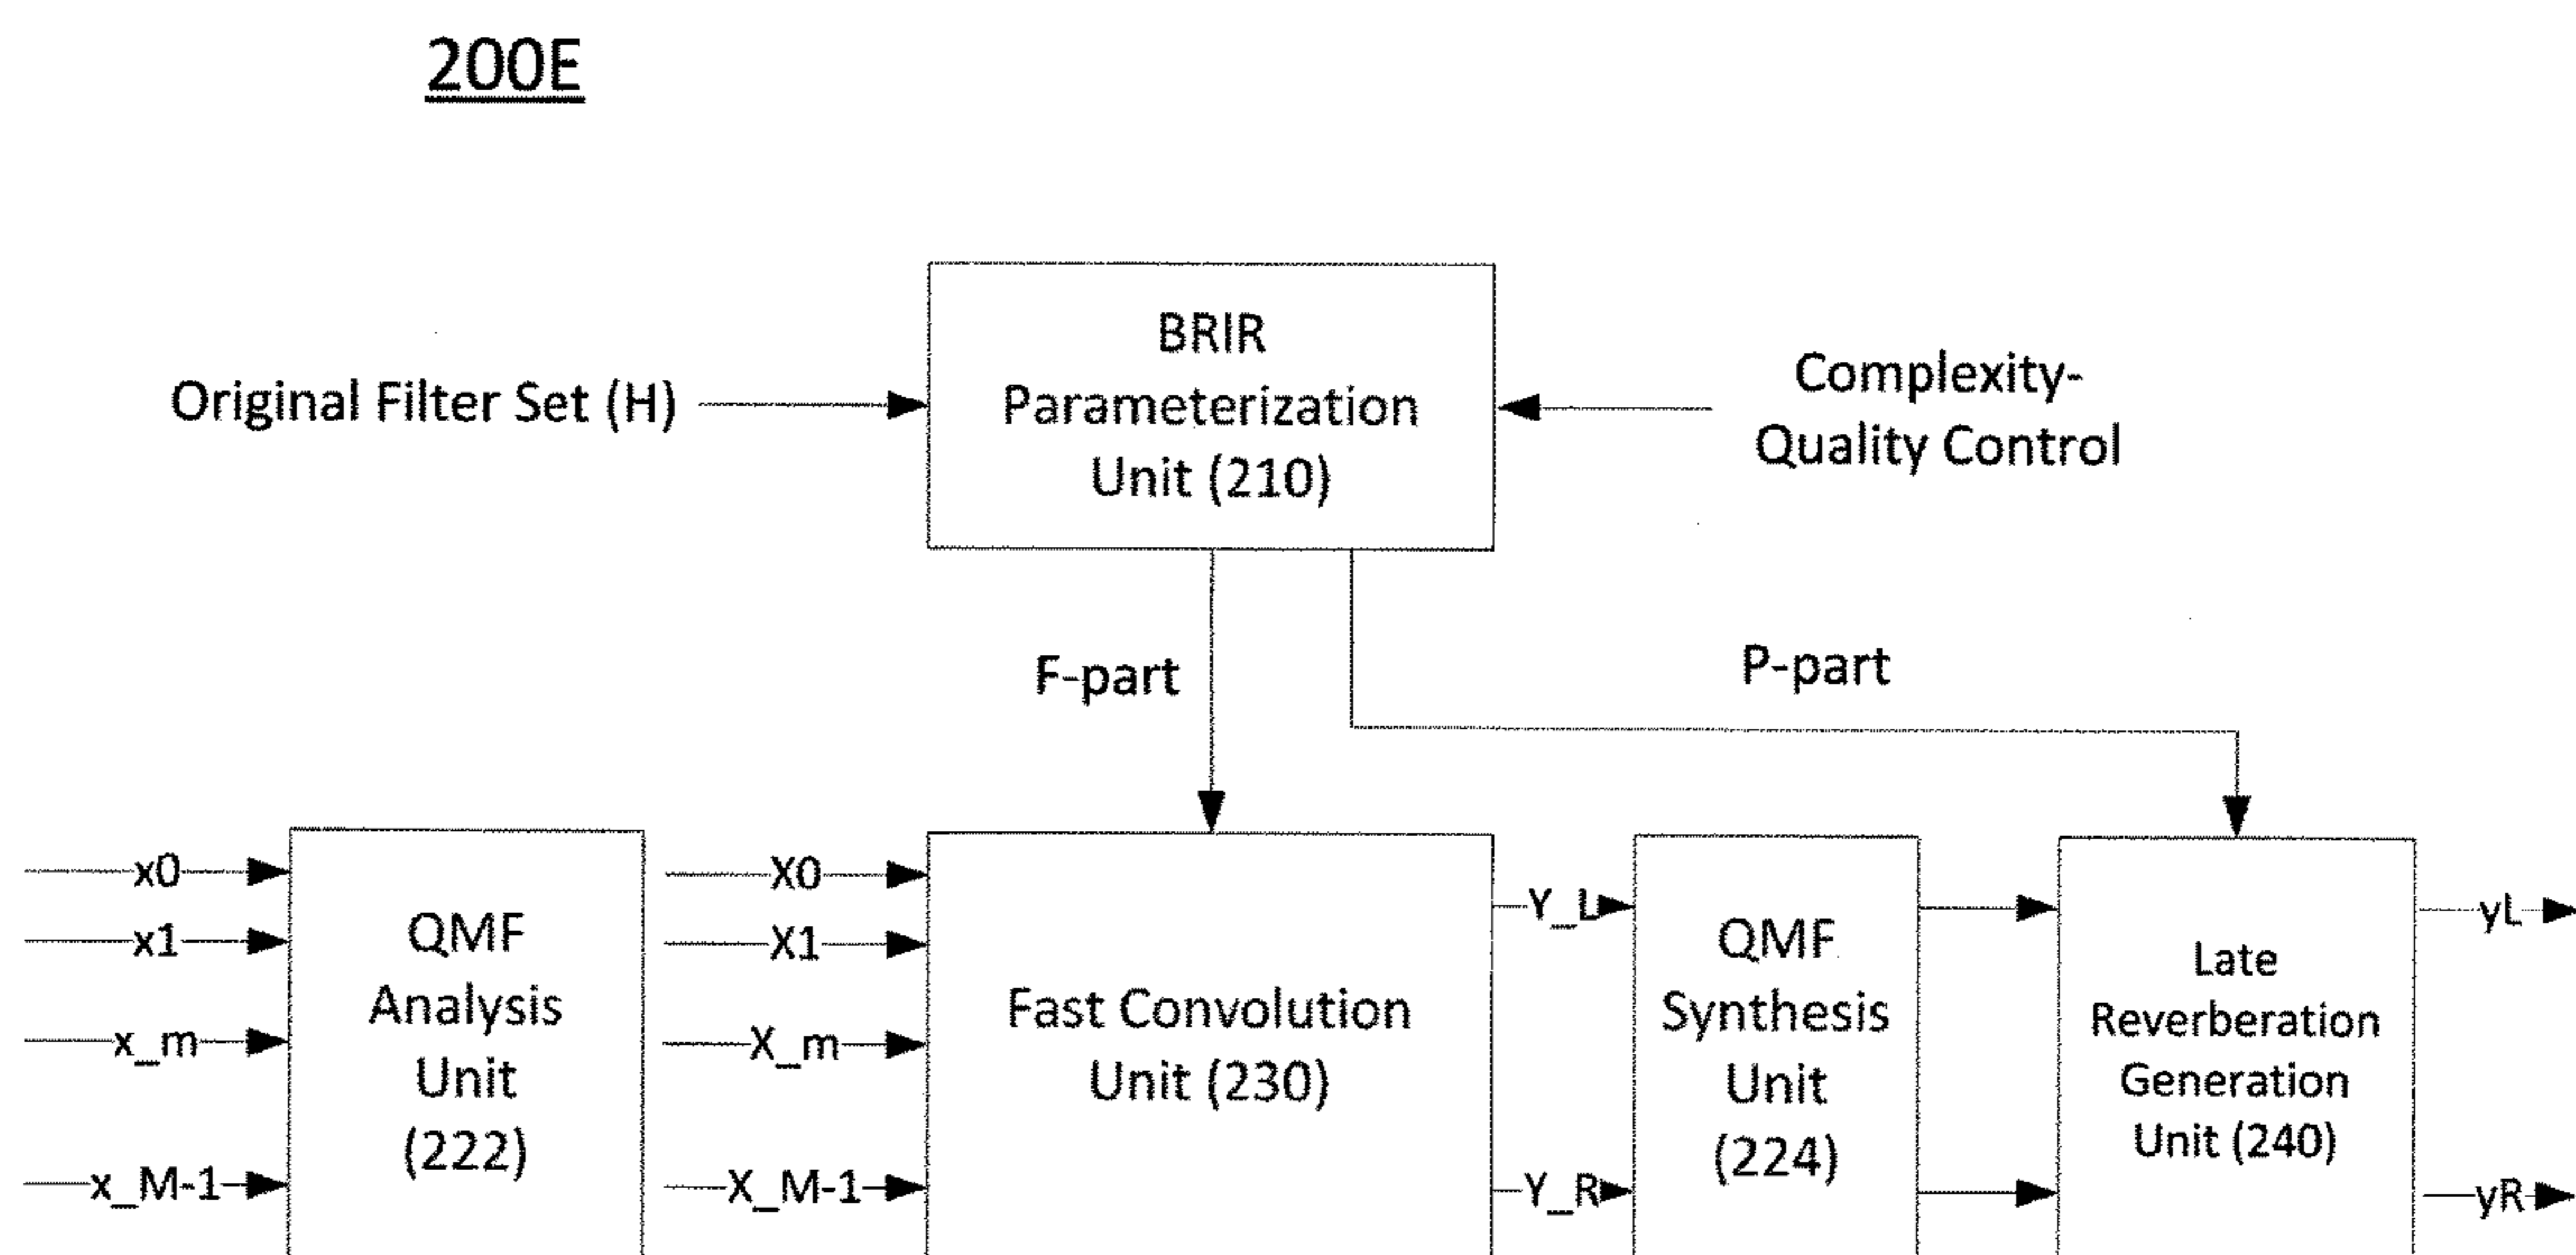 200E
Original Filter Set (H)
BRIR
Parameterization
Unit (210)
Complexity-
Quality Control
F-part
P-part
x0
x1
x_m
x_M-1
QMF
Analysis
Unit
(222)
X0
X1
X_m
X_M-1
Fast Convolution
Unit (230)
Y_L
Y_R
QMF
Synthesis
Unit
(224)
Late
Reverberation
Generation
Unit (240)
yL
yR